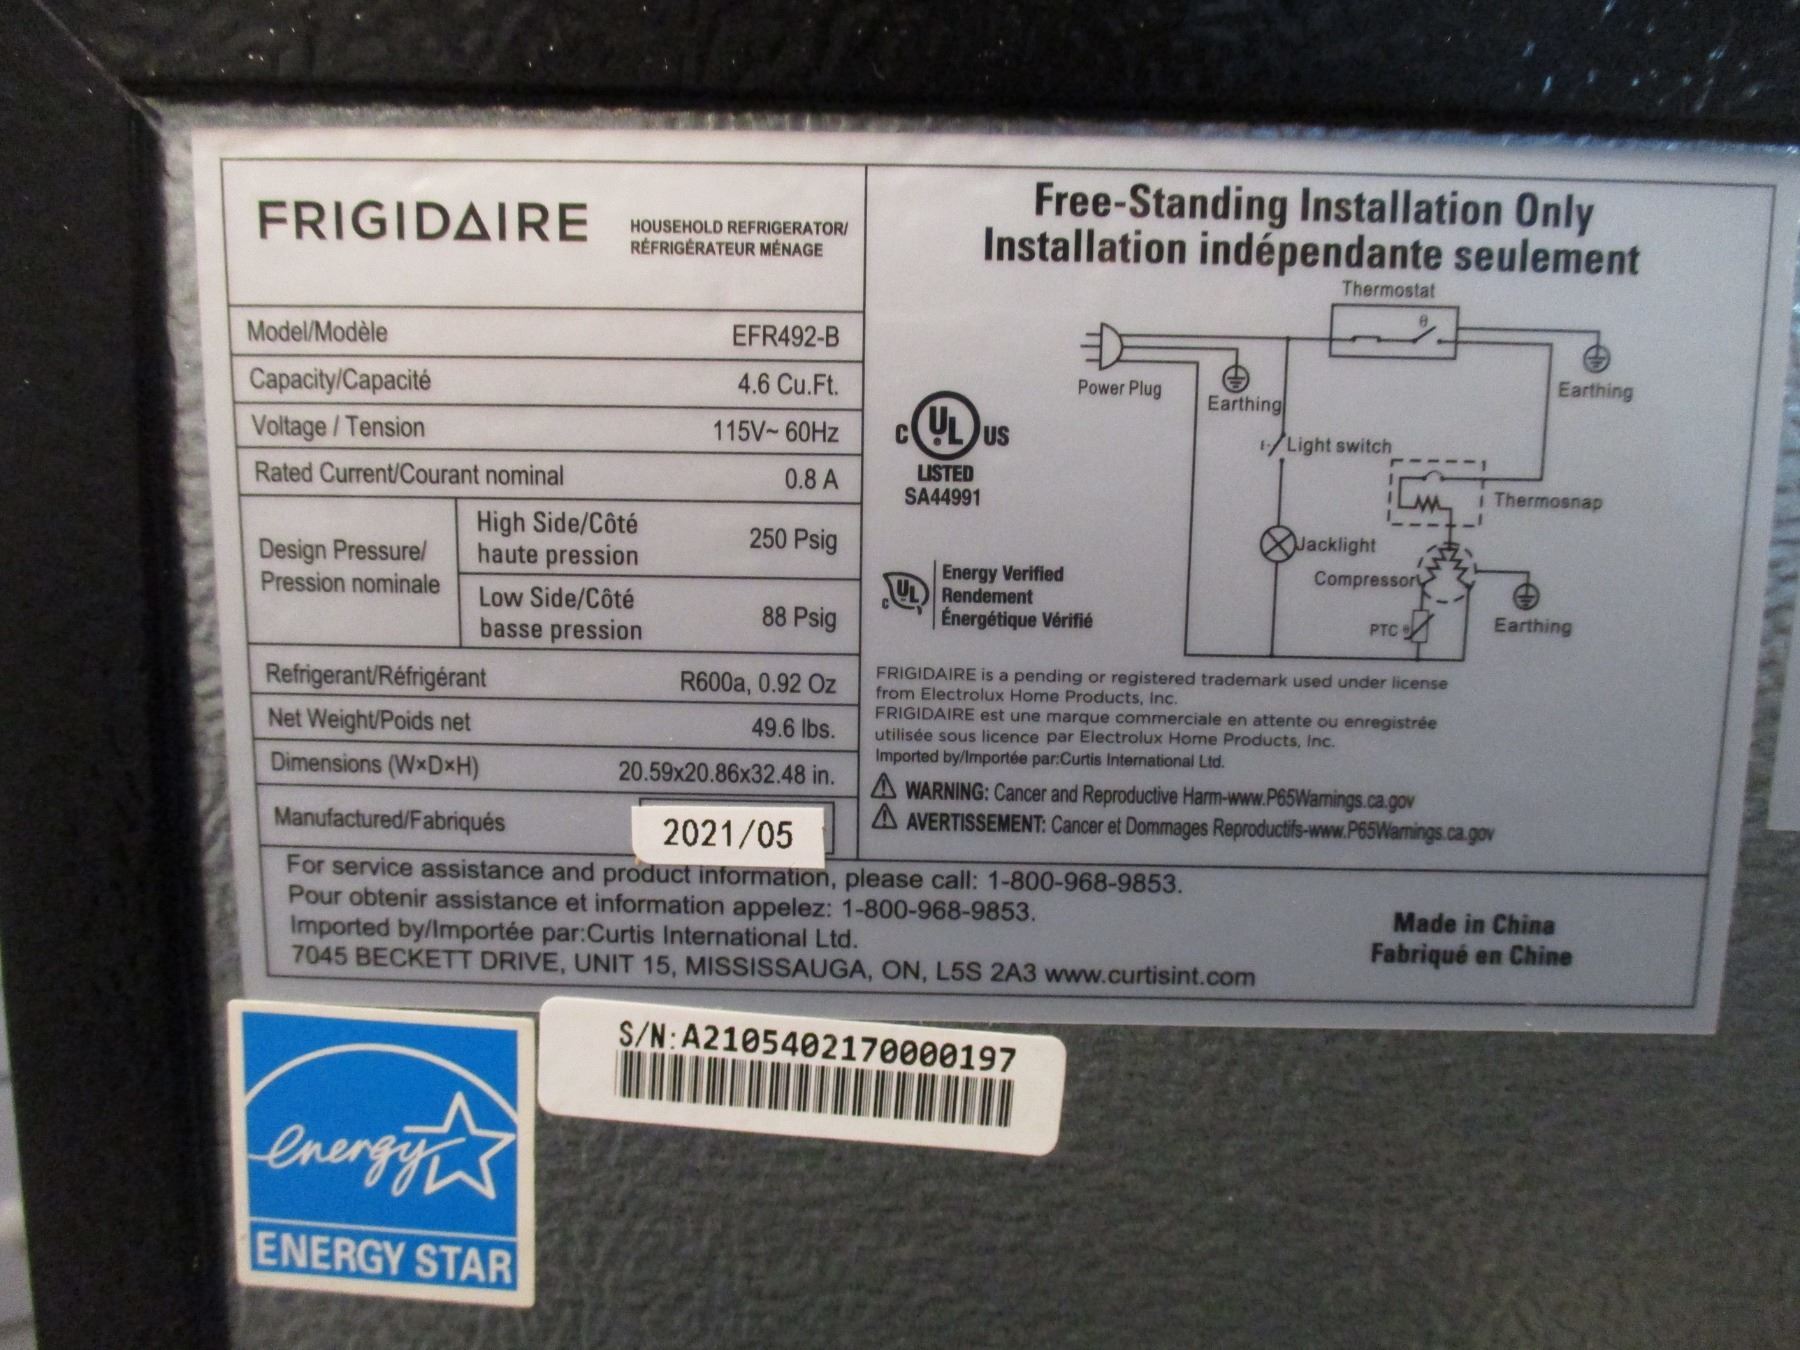 FRIGIDAIRE
HOUSEHOLD REFRIGERATOR/
RÉFRIGÉRATEUR MÉNAGE
Model/Modèle EFR492-B
Capacity/Capacité 4.6 Cu.Ft.
Voltage / Tension 115V~ 60Hz
Rated Current/Courant nominal 0.8 A
Design Pressure/
Pression nominale
High Side/Côté
haute pression
250 Psig
Low Side/Côté
basse pression
88 Psig
Refrigerant/Réfrigérant R600a, 0.92 Oz
Net Weight/Poids net 49.6 lbs.
Dimensions (W×D×H) 20.59x20.86x32.48 in.
Manufactured/Fabriqués 2021/05
Free-Standing Installation Only
Installation indépendante seulement
Thermostat
θ
Power Plug
Earthing
Earthing
Light switch
Thermosnap
Jacklight
Compressor
PTC θ
Earthing
C UL US
LISTED
SA44991
C UL
Energy Verified
Rendement
Énergétique Vérifié
FRIGIDAIRE is a pending or registered trademark used under license
from Electrolux Home Products, Inc.
FRIGIDAIRE est une marque commerciale en attente ou enregistrée
utilisée sous licence par Electrolux Home Products, Inc.
Imported by/Importée par:Curtis International Ltd.
WARNING: Cancer and Reproductive Harm-www.P65Warnings.ca.gov
AVERTISSEMENT: Cancer et Dommages Reproductifs-www.P65Warnings.ca.gov
For service assistance and product information, please call: 1-800-968-9853.
Pour obtenir assistance et information appelez: 1-800-968-9853.
Imported by/Importée par:Curtis International Ltd.
7045 BECKETT DRIVE, UNIT 15, MISSISSAUGA, ON, L5S 2A3 www.curtisint.com
Made in China
Fabriqué en Chine
S/N:A2105402170000197
energy
ENERGY STAR